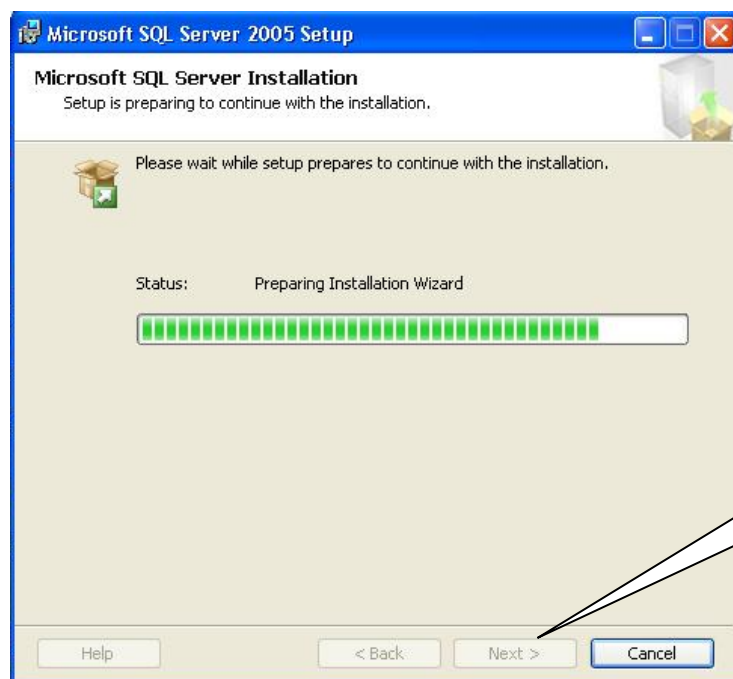 Microsoft SQL Server 2005 Setup
Microsoft SQL Server Installation
Setup is preparing to continue with the installation.
Please wait while setup prepares to continue with the installation.
Status: Preparing Installation Wizard
Help < Back Next > Cancel